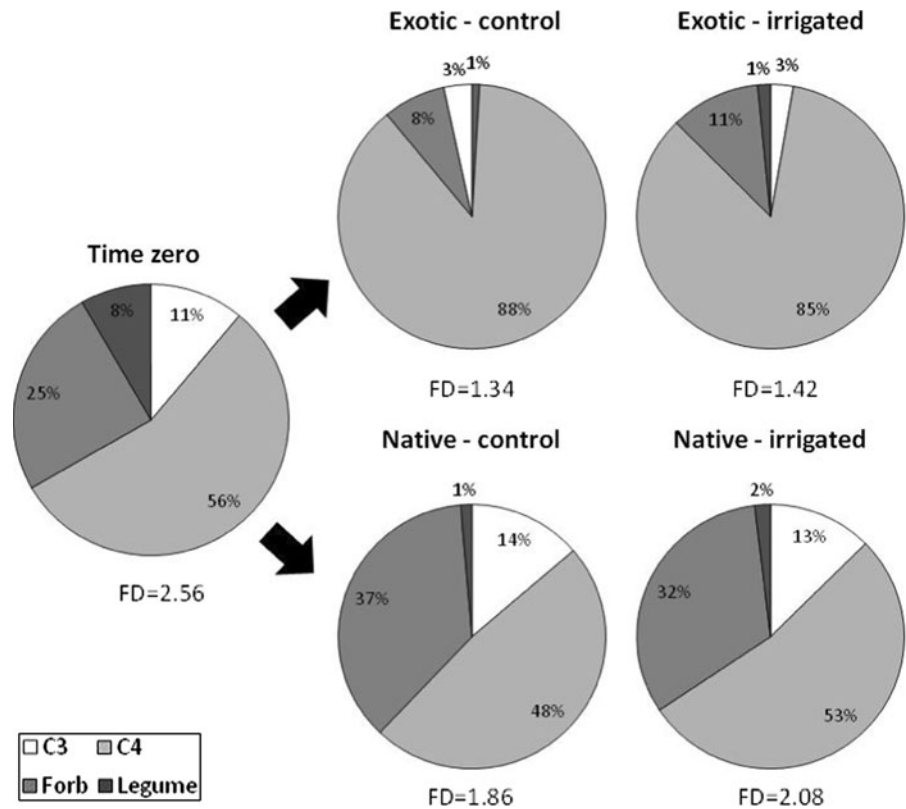 Exotic - control
Exotic - irrigated
3%
1%
1%
3%
8%
11%
88%
85%
FD=1.34
FD=1.42
Time zero
8%
11%
25%
56%
FD=2.56
Native - control
Native - irrigated
1%
2%
14%
13%
37%
32%
48%
53%
FD=1.86
FD=2.08
C3
C4
Forb
Legume